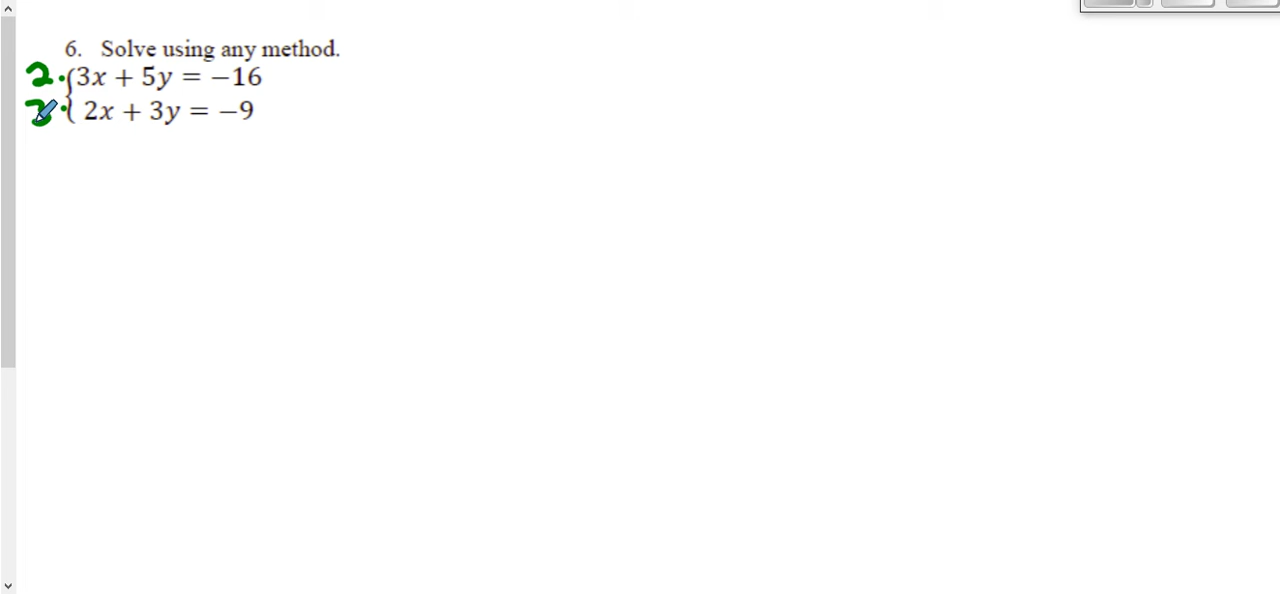 6. Solve using any method.
2·{3x + 5y = −16
3·{ 2x + 3y = −9